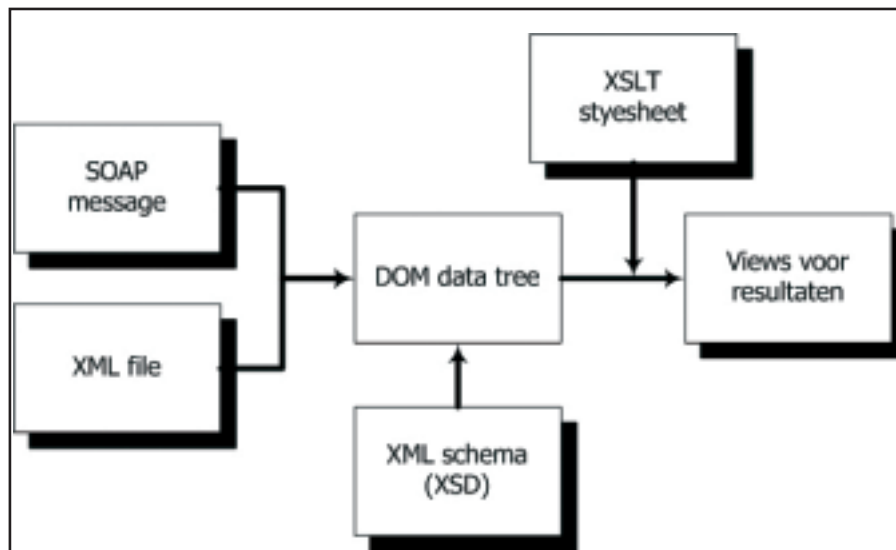 XSLT
styesheet
SOAP
message
DOM data tree
Views voor
resultaten
XML file
XML schema
(XSD)